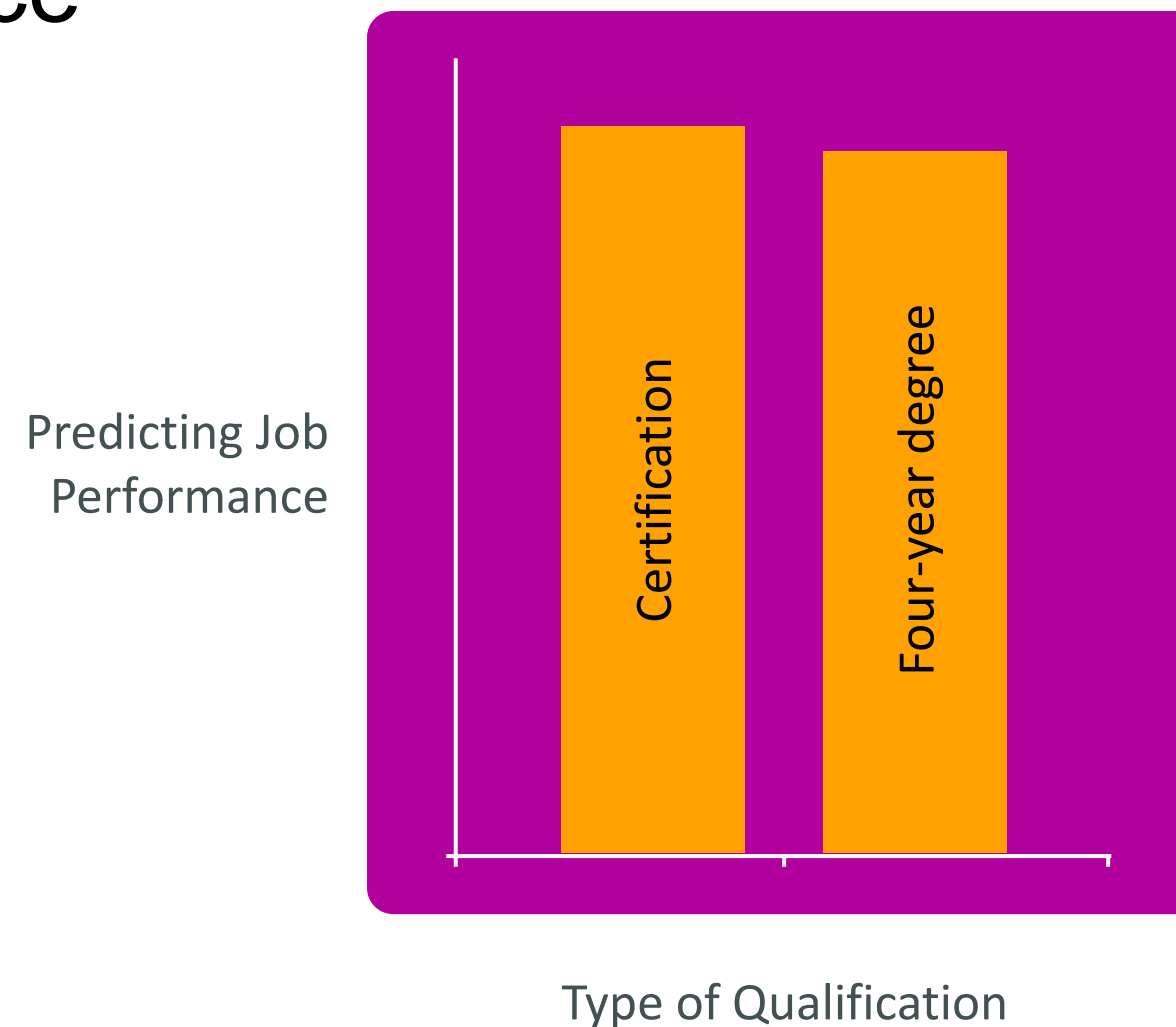 Predicting Job
Performance
Certification
Four-year degree
Type of Qualification